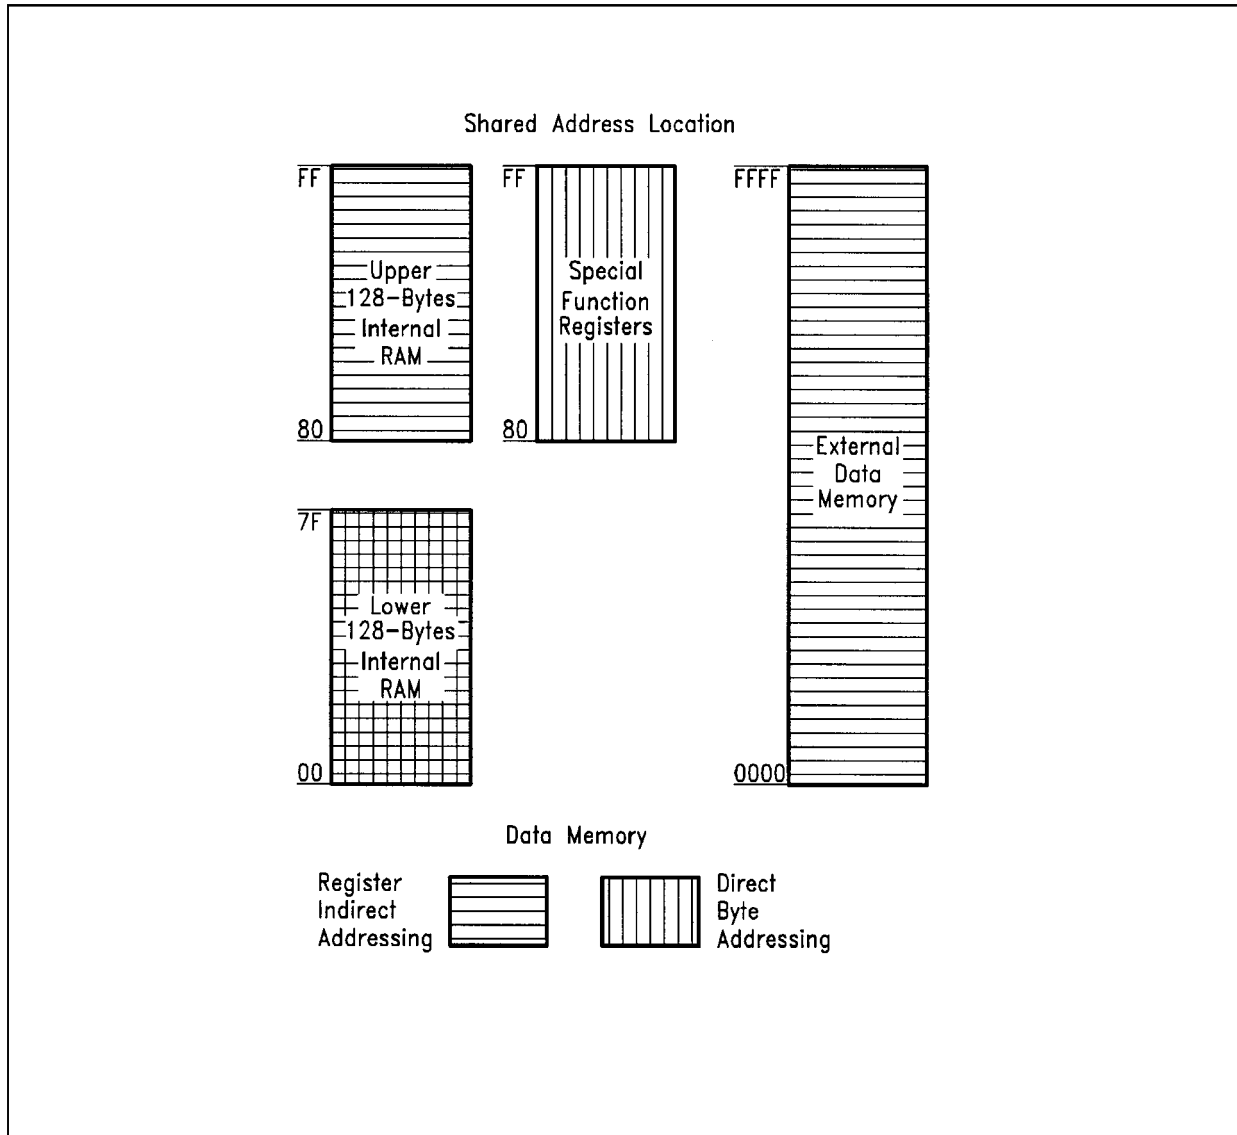 Shared Address Location
FF
Upper
128-Bytes
Internal
RAM
80
FF
Special
Function
Registers
80
FFFF
External
Data
Memory
0000
7F
Lower
128-Bytes
Internal
RAM
00
Data Memory
Register
Indirect
Addressing
Direct
Byte
Addressing